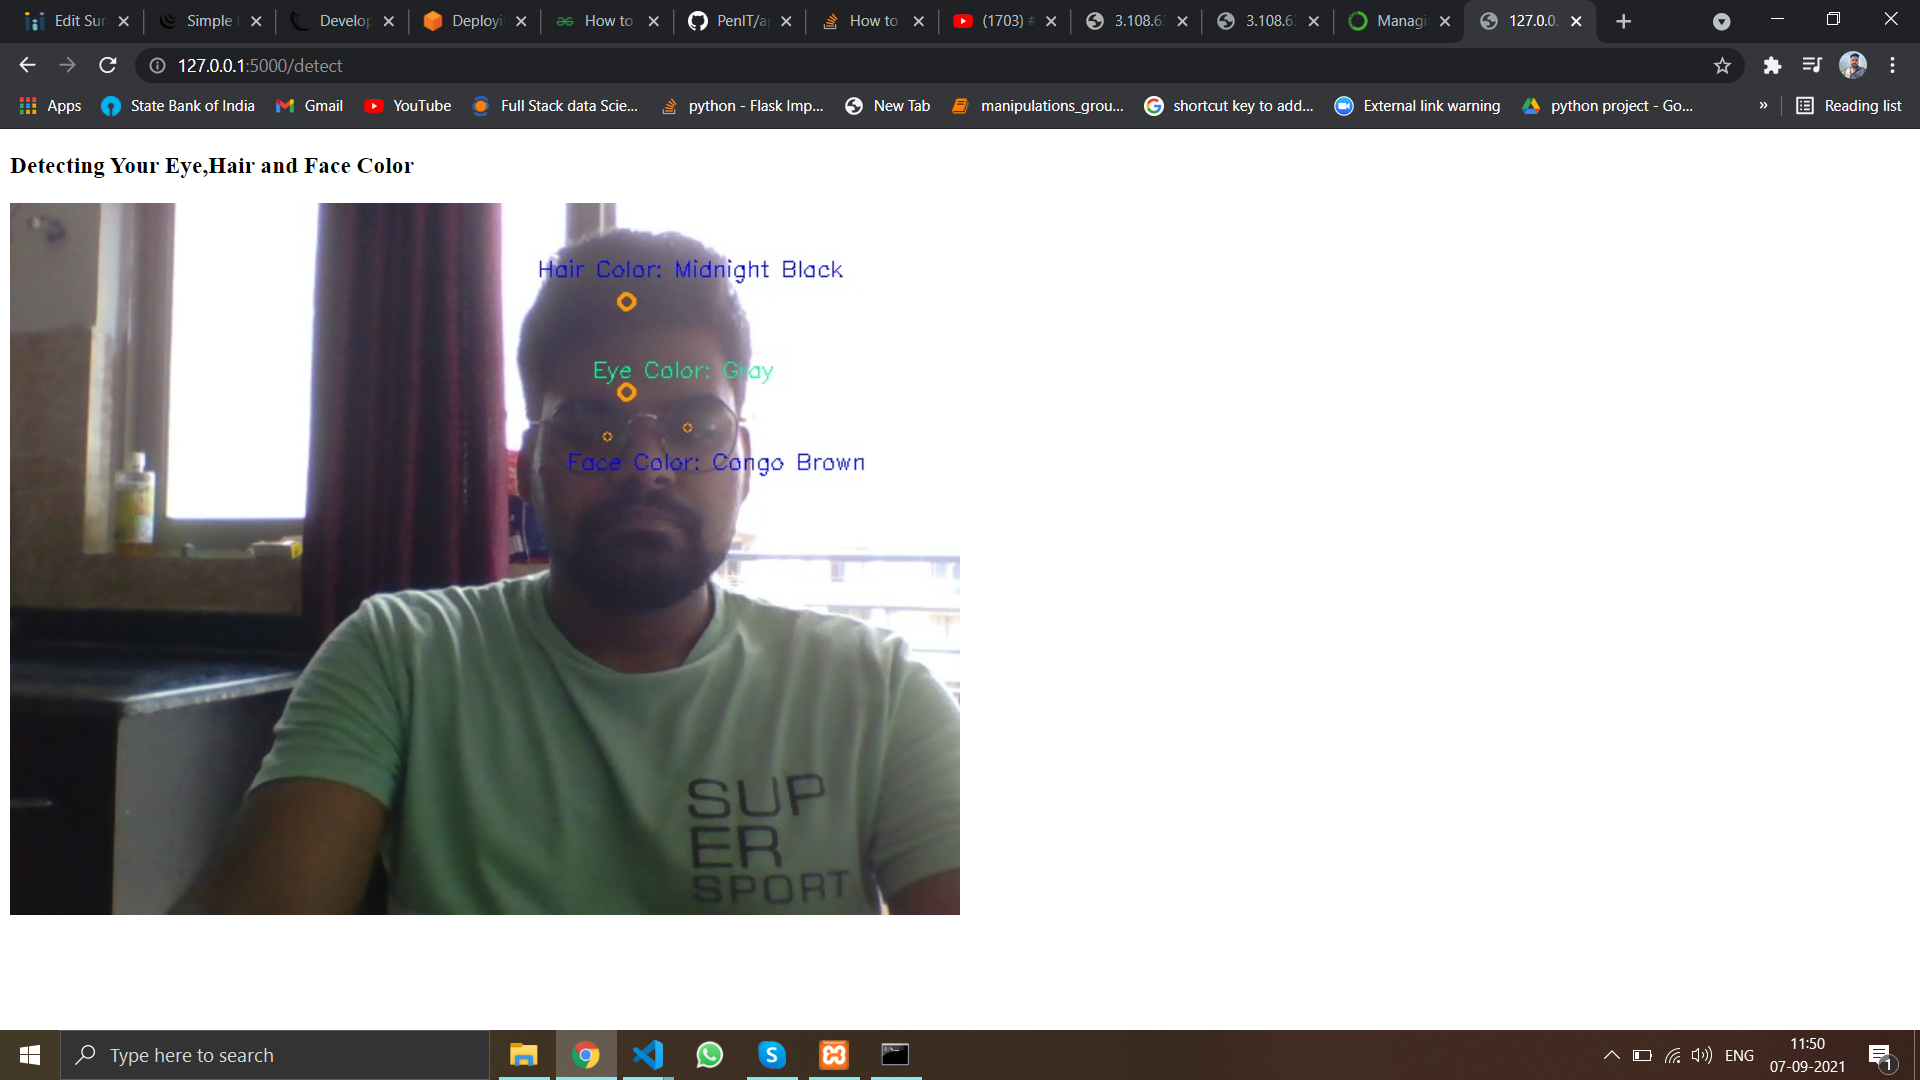 Edit Sur
Simple
Develop
Deployi
How to
PenIT/a
How to
(1703) #
3.108.63
3.108.63
Managi
127.0.0.
127.0.0.1:5000/detect
Apps
State Bank of India
Gmail
YouTube
Full Stack data Scie...
python - Flask Imp...
New Tab
manipulations_grou...
shortcut key to add...
External link warning
python project - Go...
»
Reading list
Detecting Your Eye,Hair and Face Color
Hair Color: Midnight Black
Eye Color: Gray
Face Color: Congo Brown
SUP
ER
SPORT
Type here to search
ENG
11:50
07-09-2021
1